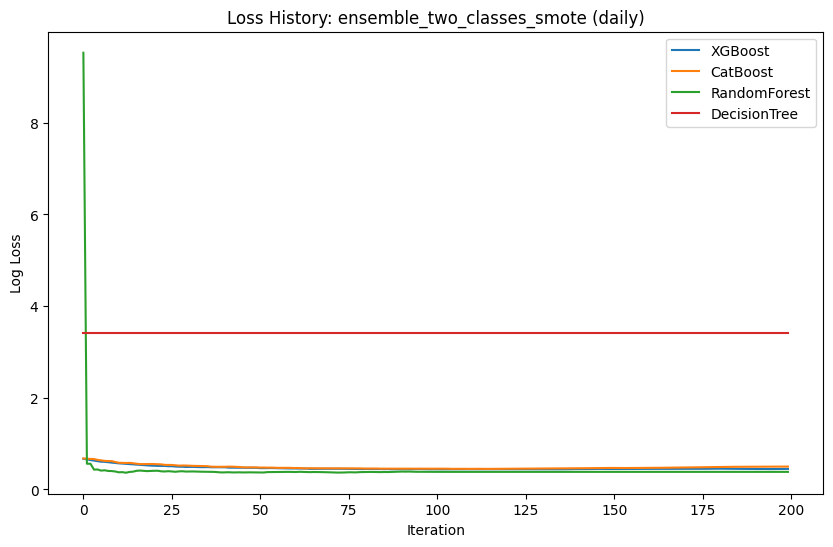 Loss History: ensemble_two_classes_smote (daily)
XGBoost
CatBoost
RandomForest
DecisionTree
Log Loss
8
6
4
2
0
0 25 50 75 100 125 150 175 200
Iteration